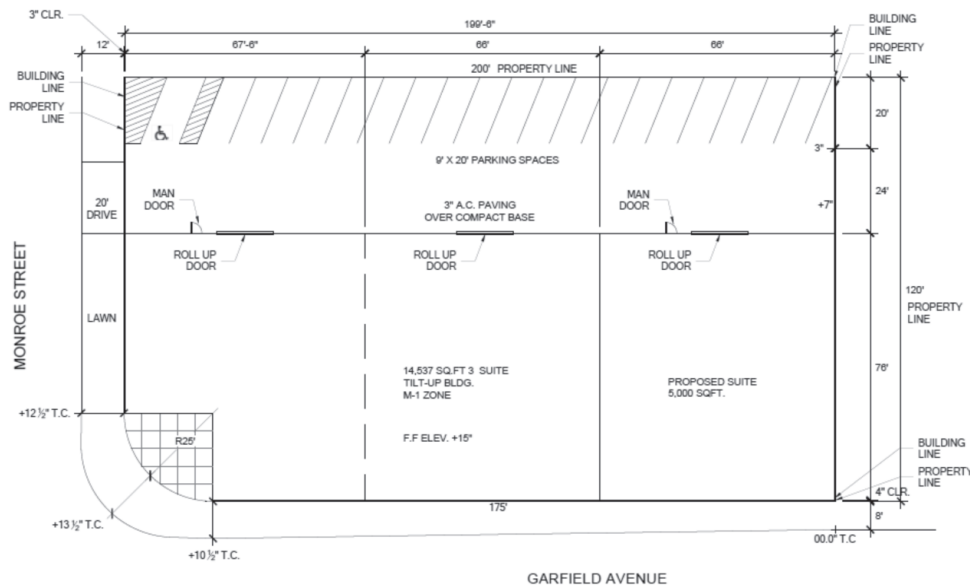 3" CLR.
199'-6"
BUILDING
LINE
12'
67'-6"
66'
66'
PROPERTY
LINE
200' PROPERTY LINE
BUILDING
LINE
PROPERTY
LINE
20'
3"
9' X 20' PARKING SPACES
MAN
DOOR
20'
DRIVE
3" A.C. PAVING
OVER COMPACT BASE
MAN
DOOR
24'
+7"
ROLL UP
DOOR
ROLL UP
DOOR
ROLL UP
DOOR
MONROE STREET
LAWN
120'
PROPERTY
LINE
14,537 SQ.FT 3 SUITE
TILT-UP BLDG.
M-1 ZONE
PROPOSED SUITE
5,000 SQFT.
76'
+12 ½" T.C.
R25'
F.F ELEV. +15"
BUILDING
LINE
PROPERTY
LINE
4" CLR.
175'
8'
+13 ½" T.C.
+10 ½" T.C.
00.0" T.C
GARFIELD AVENUE